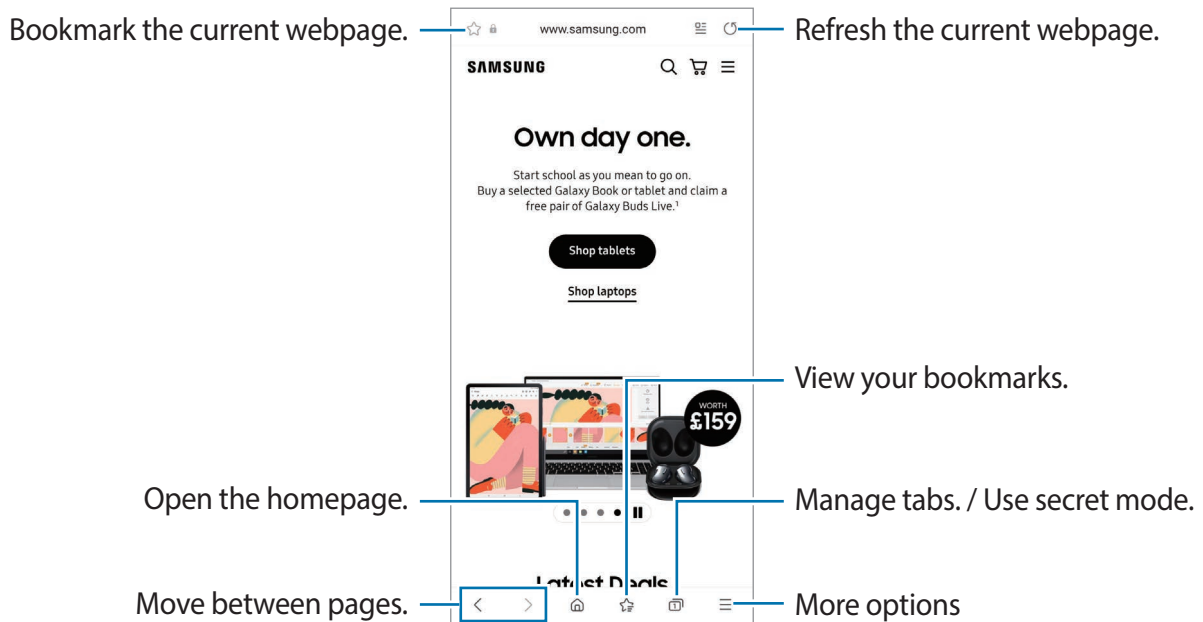 Bookmark the current webpage.
www.samsung.com
Refresh the current webpage.
SAMSUNG
Own day one.
Start school as you mean to go on.
Buy a selected Galaxy Book or tablet and claim a
free pair of Galaxy Buds Live.¹
Shop tablets
Shop laptops
View your bookmarks.
WORTH
£159
Open the homepage.
Manage tabs. / Use secret mode.
Latest Deals
Move between pages.
1
More options